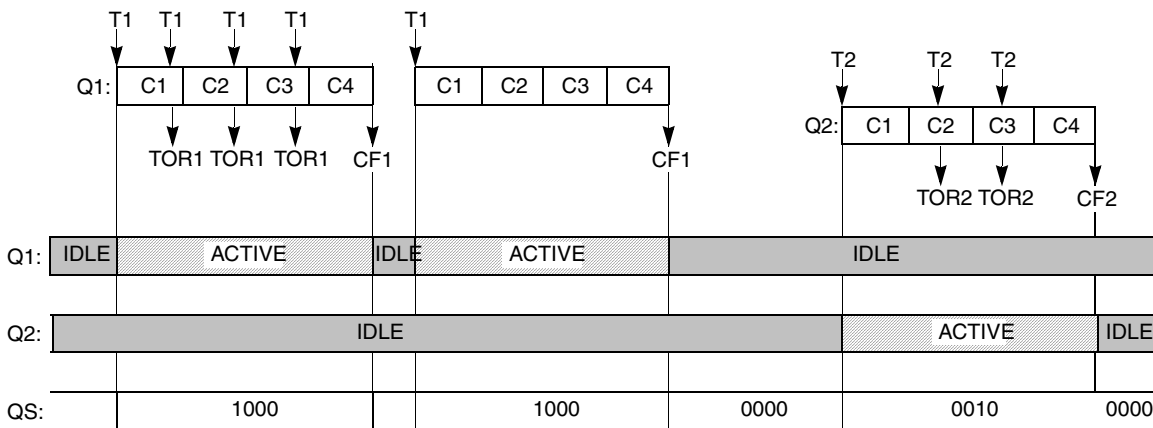 T1 T1 T1 T1 T1
Q1: C1 C2 C3 C4 C1 C2 C3 C4
TOR1 TOR1 TOR1 CF1 CF1
T2 T2 T2
Q2: C1 C2 C3 C4
TOR2 TOR2 CF2
Q1: IDLE ACTIVE IDLE ACTIVE IDLE
Q2: IDLE ACTIVE IDLE
QS: 1000 1000 0000 0010 0000